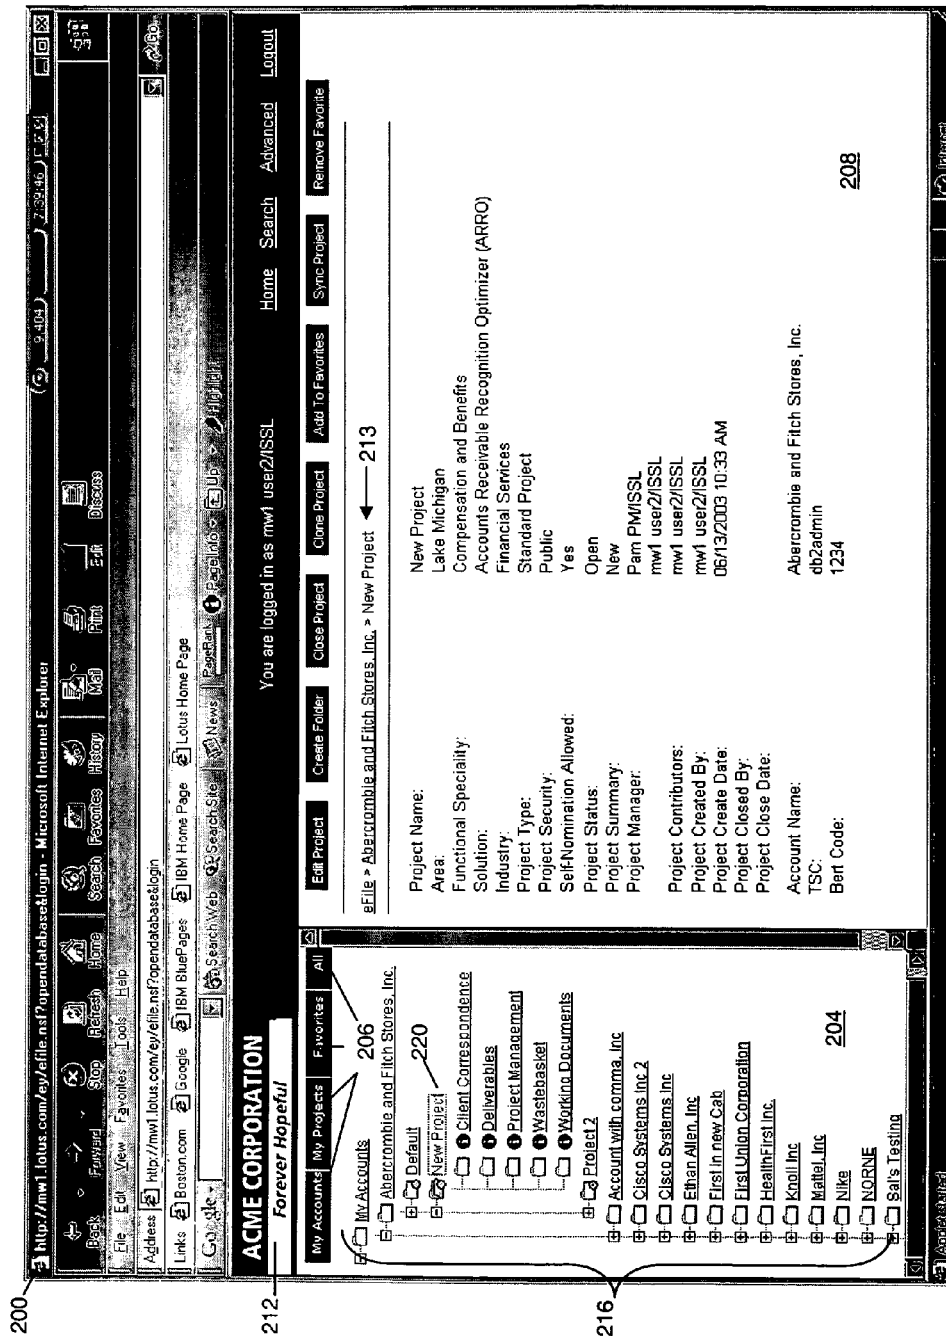 200
http://mw1.lotus.com/ey/efile.nsf?opendatabase&login - Microsoft Internet Explorer
9,404 7:39:46
Back Forward Stop Refresh Home Search Favorites History Mail Print Edit Discuss
File Edit View Favorites Tools Help
Address http://mw1.lotus.com/ey/efile.nsf?opendatabase&login Go
Links Boston.com Google IBM BluePages IBM Home Page Lotus Home Page
Google Search Web Search Site News PageRank Page Info Up Highlight
212
ACME CORPORATION
Forever Hopeful
You are logged in as mw1 user2/ISSL
Home Search Advanced Logout
My Accounts My Projects Favorites All
Edit Project Create Folder Close Project Clone Project Add To Favorites Sync Project Remove Favorite
eFile > Abercrombie and Fitch Stores, Inc. > New Project 213
206
220
216
My Accounts
Abercrombie and Fitch Stores, Inc.
Default
New Project
Client Correspondence
Deliverables
Project Management
Wastebasket
Working Documents
Project 2
Account with comma, Inc
Cisco Systems Inc 2
Cisco Systems Inc
Ethan Allen, Inc
First In new Cab
First Union Corporation
HealthFirst Inc.
Knoll Inc
Mattel, Inc
Nike
NORNE
Sal's Testing
204
Project Name: New Project
Area: Lake Michigan
Functional Speciality: Compensation and Benefits
Solution: Accounts Receivable Recognition Optimizer (ARRO)
Industry: Financial Services
Project Type: Standard Project
Project Security: Public
Self-Nomination Allowed: Yes
Project Status: Open
Project Summary: New
Project Manager: Pam PM/ISSL
mw1 user2/ISSL
Project Contributors: mw1 user2/ISSL
Project Created By: mw1 user2/ISSL
Project Create Date: 06/13/2003 10:33 AM
Project Closed By:
Project Close Date:
Account Name: Abercrombie and Fitch Stores, Inc.
TSC: db2admin
Bert Code: 1234
208
Internet